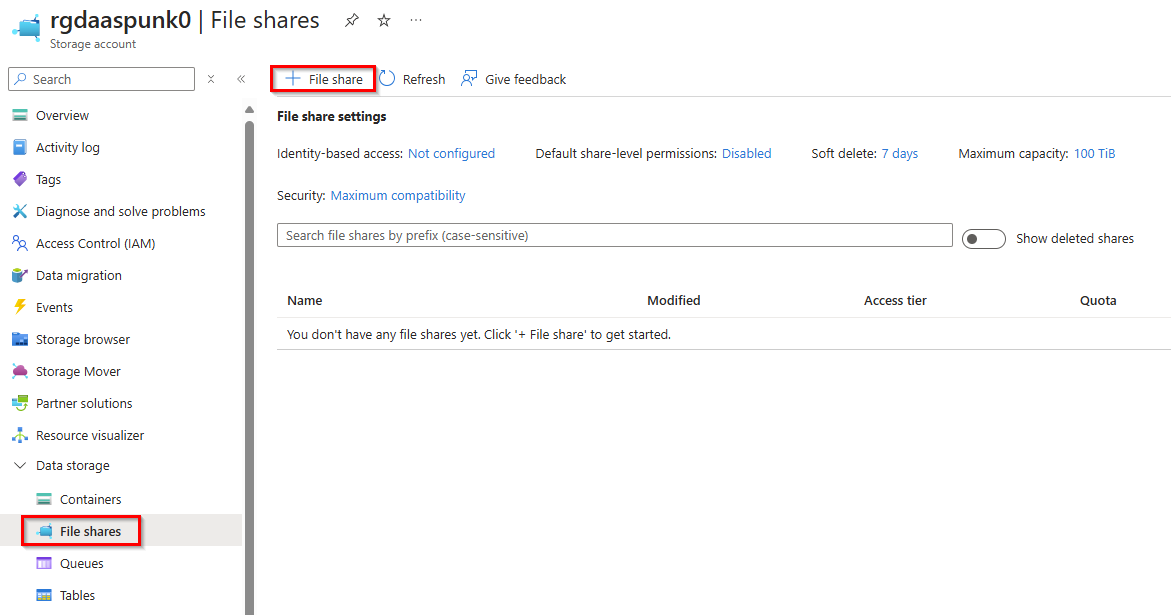 rgdaaspunk0 | File shares
Storage account
Search
Overview
Activity log
Tags
Diagnose and solve problems
Access Control (IAM)
Data migration
Events
Storage browser
Storage Mover
Partner solutions
Resource visualizer
Data storage
Containers
File shares
Queues
Tables
File share Refresh Give feedback
File share settings
Identity-based access: Not configured Default share-level permissions: Disabled Soft delete: 7 days Maximum capacity: 100 TiB
Security: Maximum compatibility
Search file shares by prefix (case-sensitive) Show deleted shares
Name Modified Access tier Quota
You don't have any file shares yet. Click '+ File share' to get started.